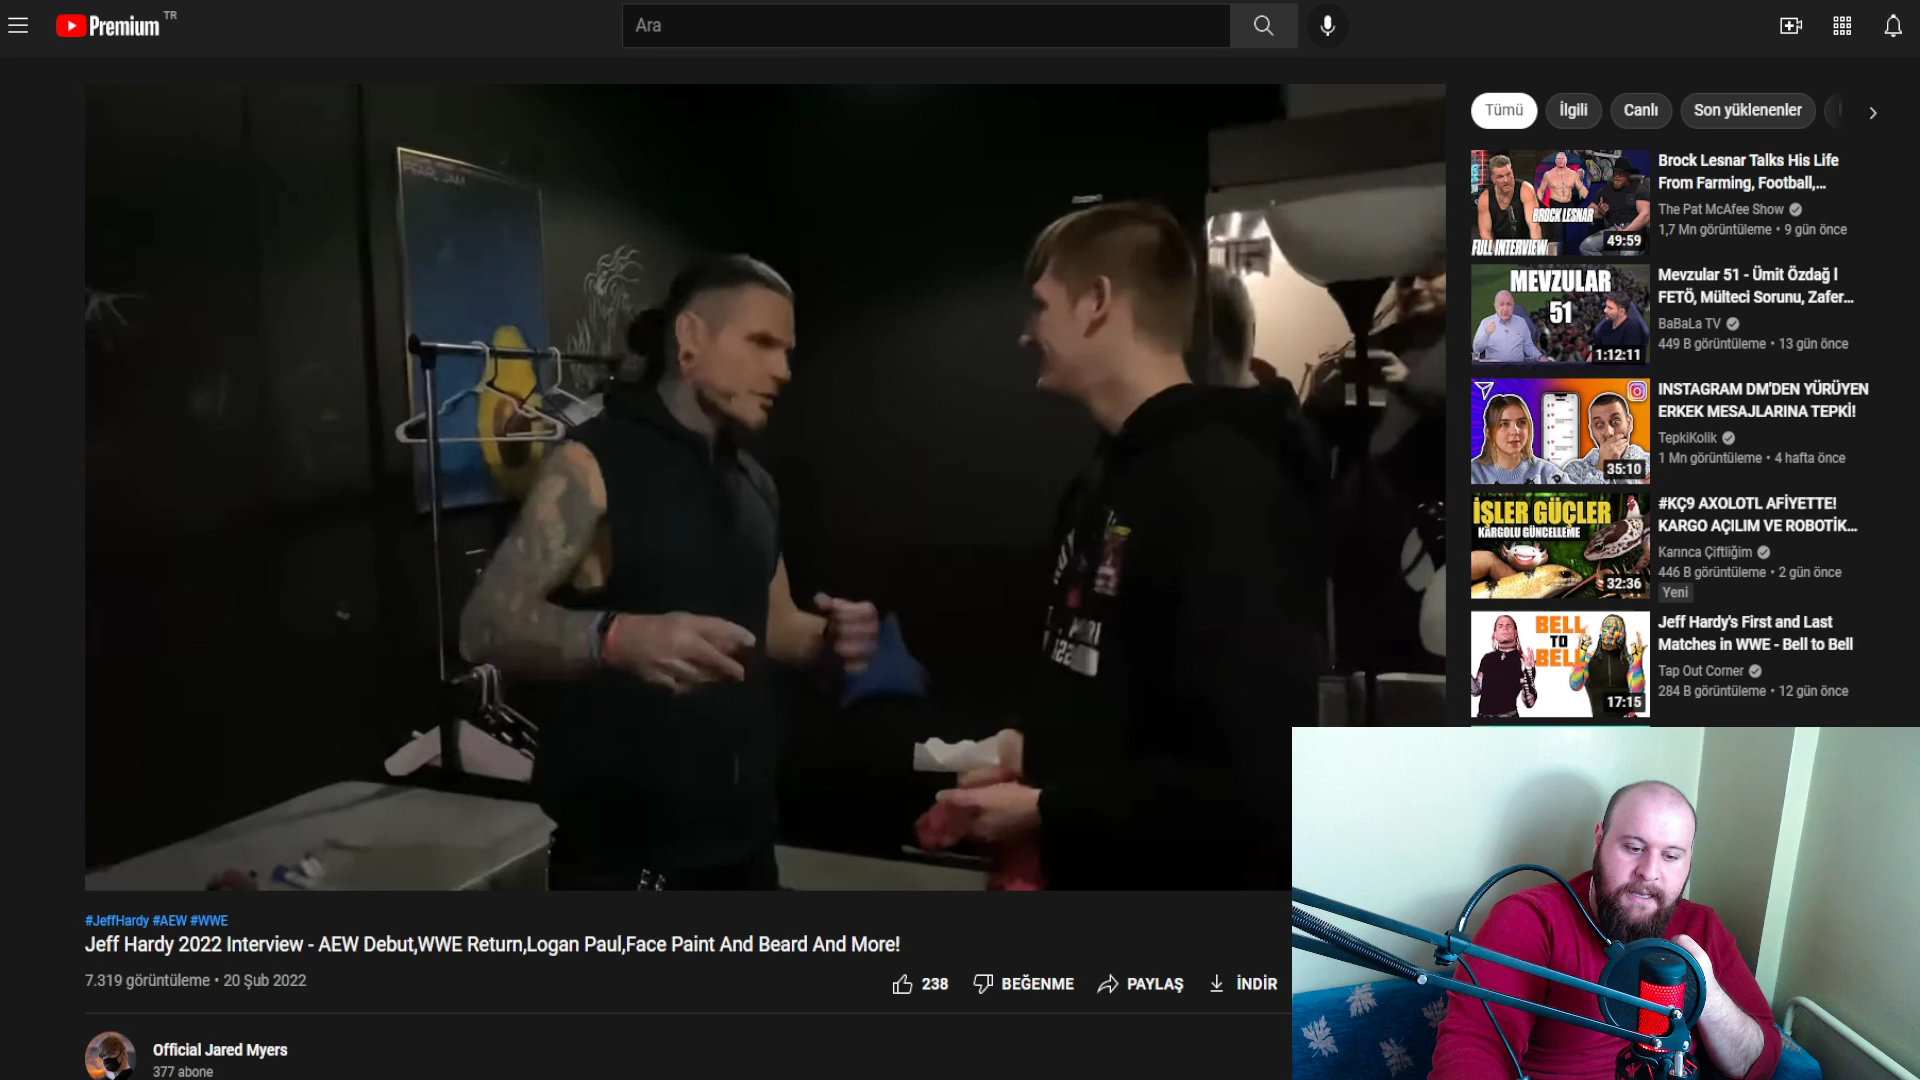 Premium TR
Ara
PEARL JAM
#JeffHardy #AEW #WWE
Jeff Hardy 2022 Interview - AEW Debut,WWE Return,Logan Paul,Face Paint And Beard And More!
7.319 görüntüleme • 20 Şub 2022
238 BEĞENME PAYLAŞ İNDİR
Official Jared Myers
377 abone
Tümü İlgili Canlı Son yüklenenler
BROCK LESNAR
FULL INTERVIEW
49:59
Brock Lesnar Talks His Life
From Farming, Football,...
The Pat McAfee Show
1,7 Mn görüntüleme • 9 gün önce
MEVZULAR
51
1:12:11
Mevzular 51 - Ümit Özdağ l
FETÖ, Mülteci Sorunu, Zafer...
BaBaLa TV
449 B görüntüleme • 13 gün önce
35:10
INSTAGRAM DM'DEN YÜRÜYEN
ERKEK MESAJLARINA TEPKİ!
TepkiKolik
1 Mn görüntüleme • 4 hafta önce
İŞLER GÜÇLER
KARGOLU GÜNCELLEME
32:36
#KÇ9 AXOLOTL AFİYETTE!
KARGO AÇILIM VE ROBOTİK...
Karınca Çiftliğim
446 B görüntüleme • 2 gün önce
Yeni
BELL
TO
BELL
17:15
Jeff Hardy's First and Last
Matches in WWE - Bell to Bell
Tap Out Corner
284 B görüntüleme • 12 gün önce